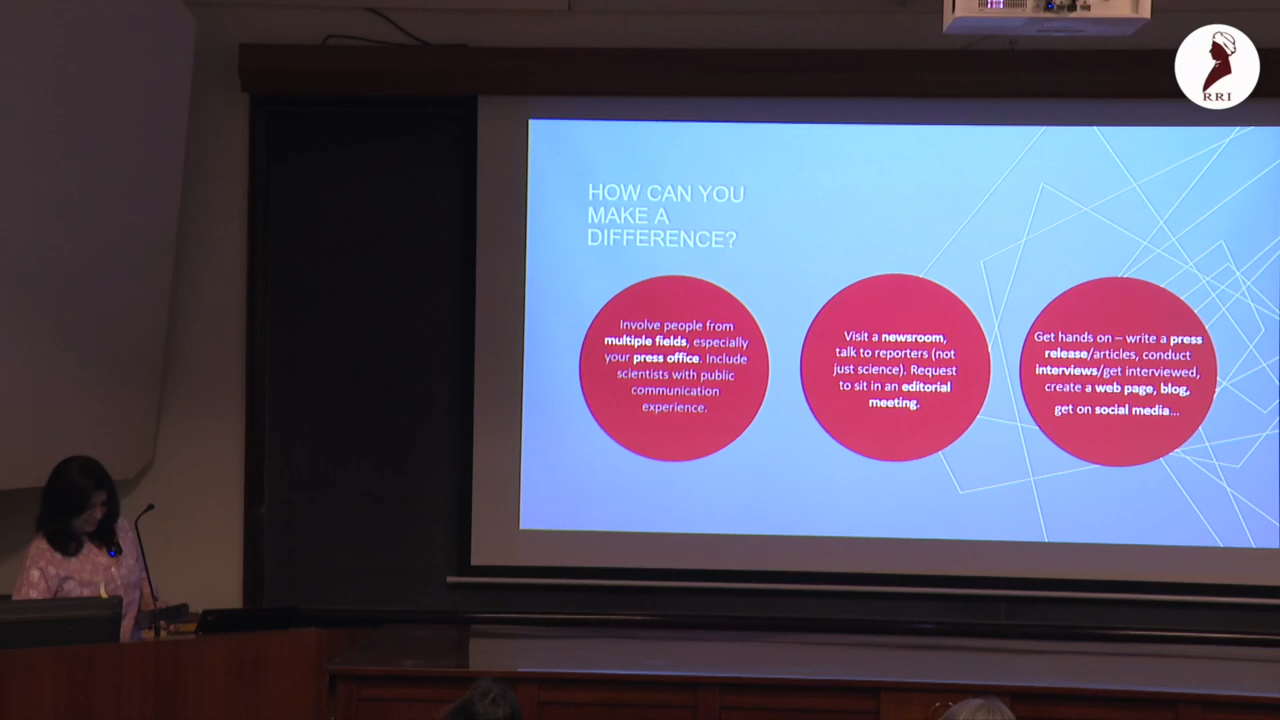 RRI
HOW CAN YOU
MAKE A
DIFFERENCE?
Involve people from
multiple fields, especially
your press office. Include
scientists with public
communication
experience.
Visit a newsroom,
talk to reporters (not
just science). Request
to sit in an editorial
meeting.
Get hands on – write a press
release/articles, conduct
interviews/get interviewed,
create a web page, blog,
get on social media...